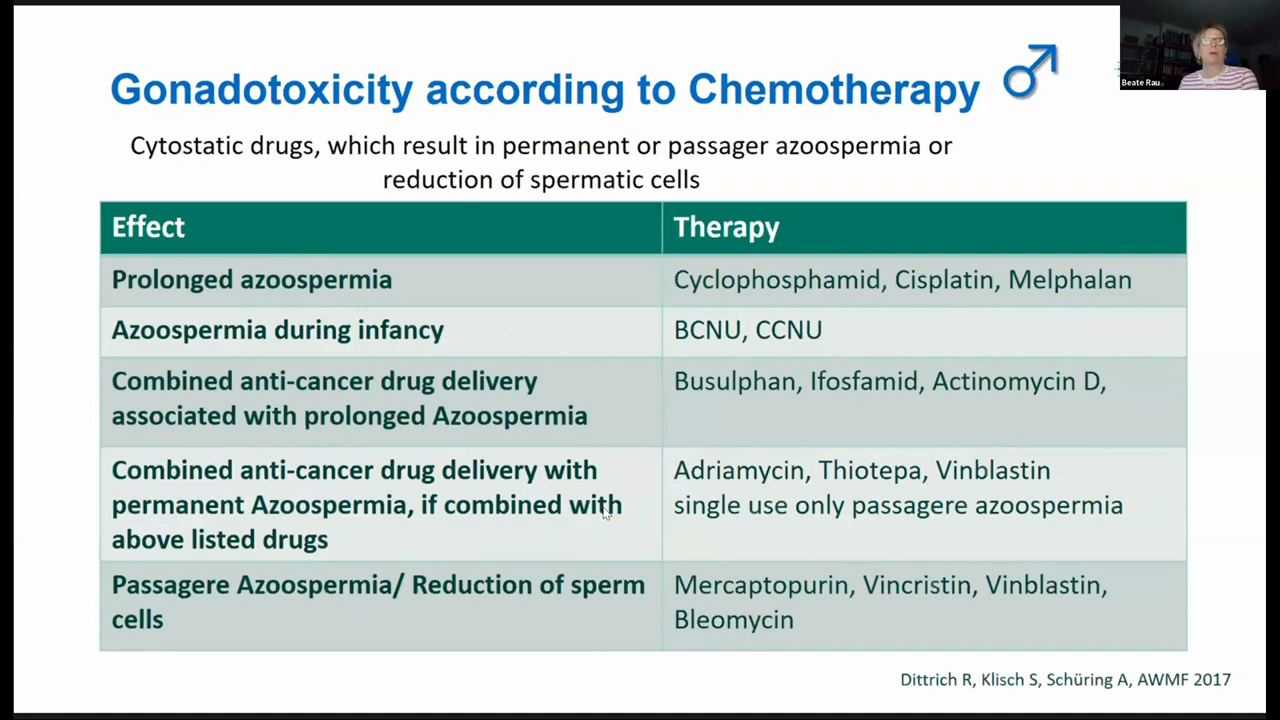 Gonadotoxicity according to Chemotherapy
Beate Rau
Cytostatic drugs, which result in permanent or passager azoospermia or
reduction of spermatic cells
Effect
Therapy
Prolonged azoospermia
Cyclophosphamid, Cisplatin, Melphalan
Azoospermia during infancy
BCNU, CCNU
Combined anti-cancer drug delivery
associated with prolonged Azoospermia
Busulphan, Ifosfamid, Actinomycin D,
Combined anti-cancer drug delivery with
permanent Azoospermia, if combined with
above listed drugs
Adriamycin, Thiotepa, Vinblastin
single use only passagere azoospermia
Passagere Azoospermia/ Reduction of sperm
cells
Mercaptopurin, Vincristin, Vinblastin,
Bleomycin
Dittrich R, Klisch S, Schüring A, AWMF 2017